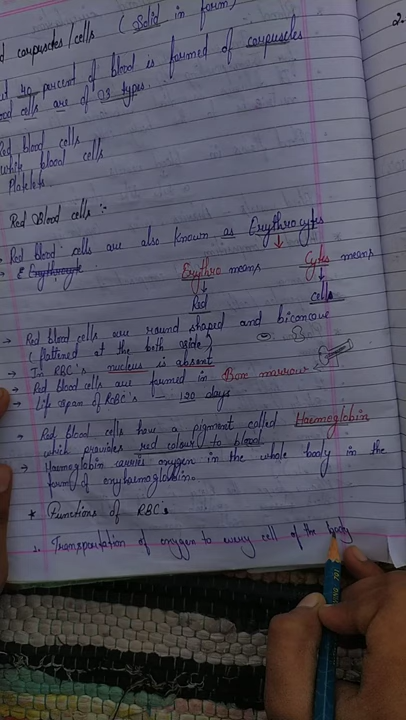 corpuscles/cells (Solid in form)
40 percent of blood is formed of corpuscles
cells are of 03 types.
Red blood cells
white blood cells
Platelets
2.
Red Blood cells :-
Red blood cells are also known as Erythrocytes
Erythro means Cytes means
Red cells
→ Red blood cells are round shaped and biconcave
(flattened at the both side)
→ In RBC's nucleus is absent
→ Red blood cells are formed in Bone marrow
→ Life span of RBC's - 120 days
→ Red blood cells have a pigment called Haemoglobin
which provides red colour to blood.
→ Haemoglobin carries oxygen in the whole body in the
form of oxyhaemoglobin.
* Functions of RBCs
Transportation of oxygen to every cell of the body